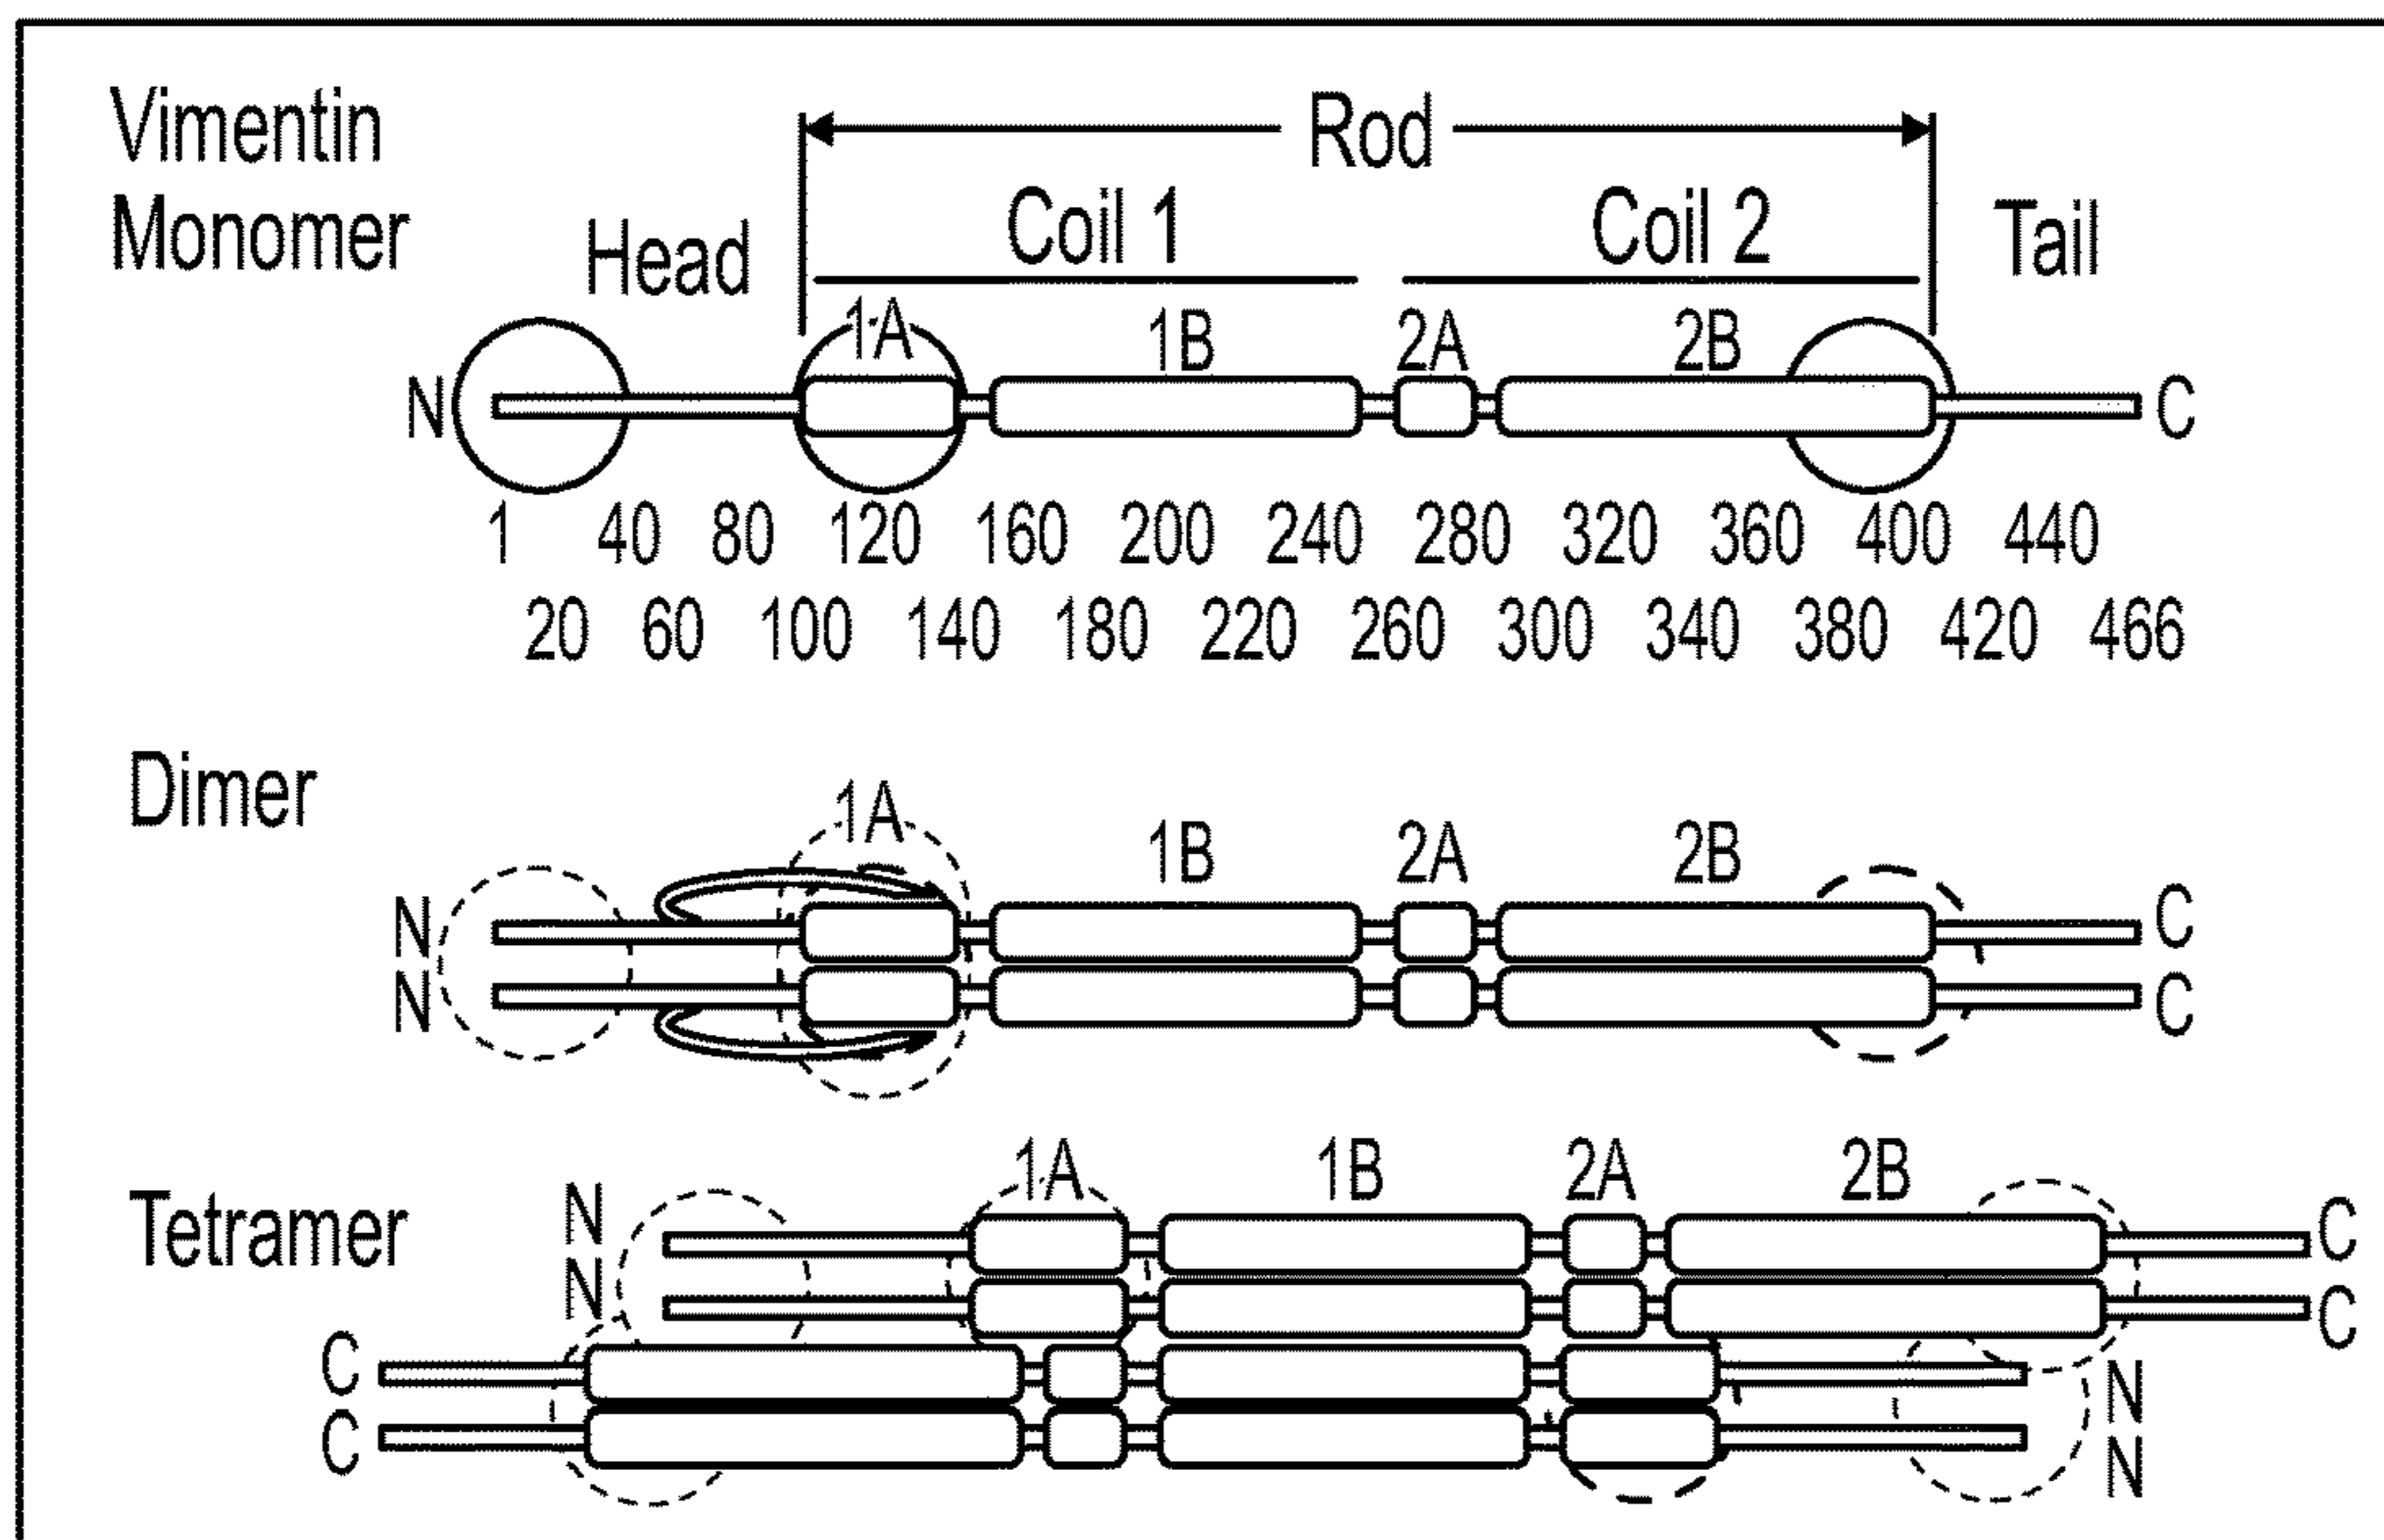 Vimentin
Monomer
Rod
Coil 1 Coil 2
Head Tail
1A 1B 2A 2B
N C
1 40 80 120 160 200 240 280 320 360 400 440
20 60 100 140 180 220 260 300 340 380 420 466
Dimer
1A 1B 2A 2B
N C
N C
Tetramer
1A 1B 2A 2B
N C
N C
C N
C N